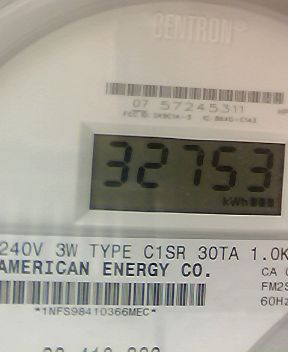 CENTRON
07 57245311
32753
kWh
240V 3W TYPE C1SR 30TA 1.0K
AMERICAN ENERGY CO.
CA
FM2S
60Hz
*1NFS98410366MEC*